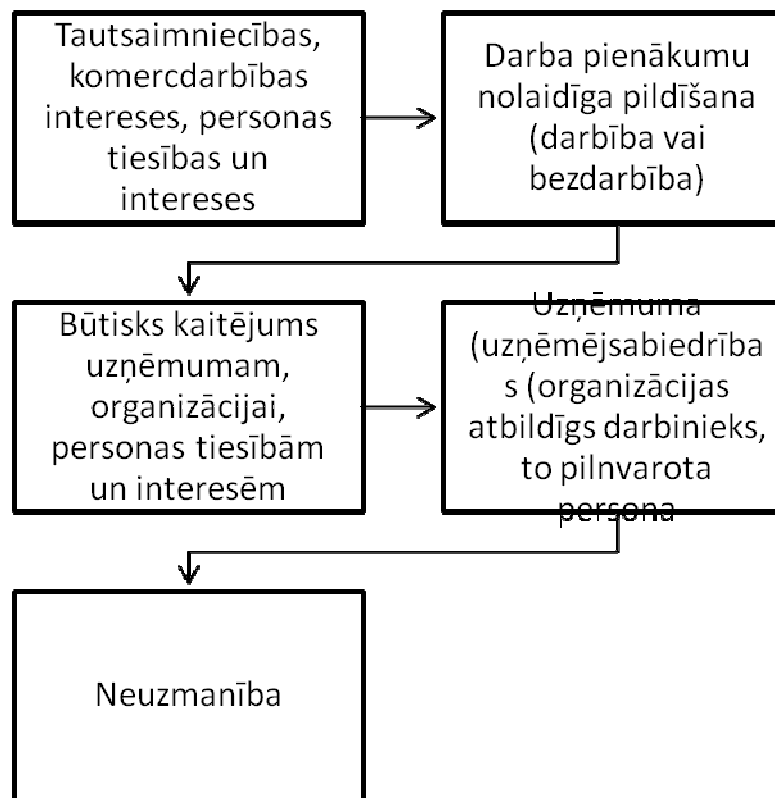 Tautsaimniecības,
komercdarbības
intereses, personas
tiesības un
intereses
Darba pienākumu
nolaidīga pildīšana
(darbība vai
bezdarbība)
Būtisks kaitējums
uzņēmumam,
organizācijai,
personas tiesībām
un interesēm
Uzņēmuma
(uzņēmējsabiedrība
s (organizācijas
atbildīgs darbinieks,
to pilnvarota
persona
Neuzmanība